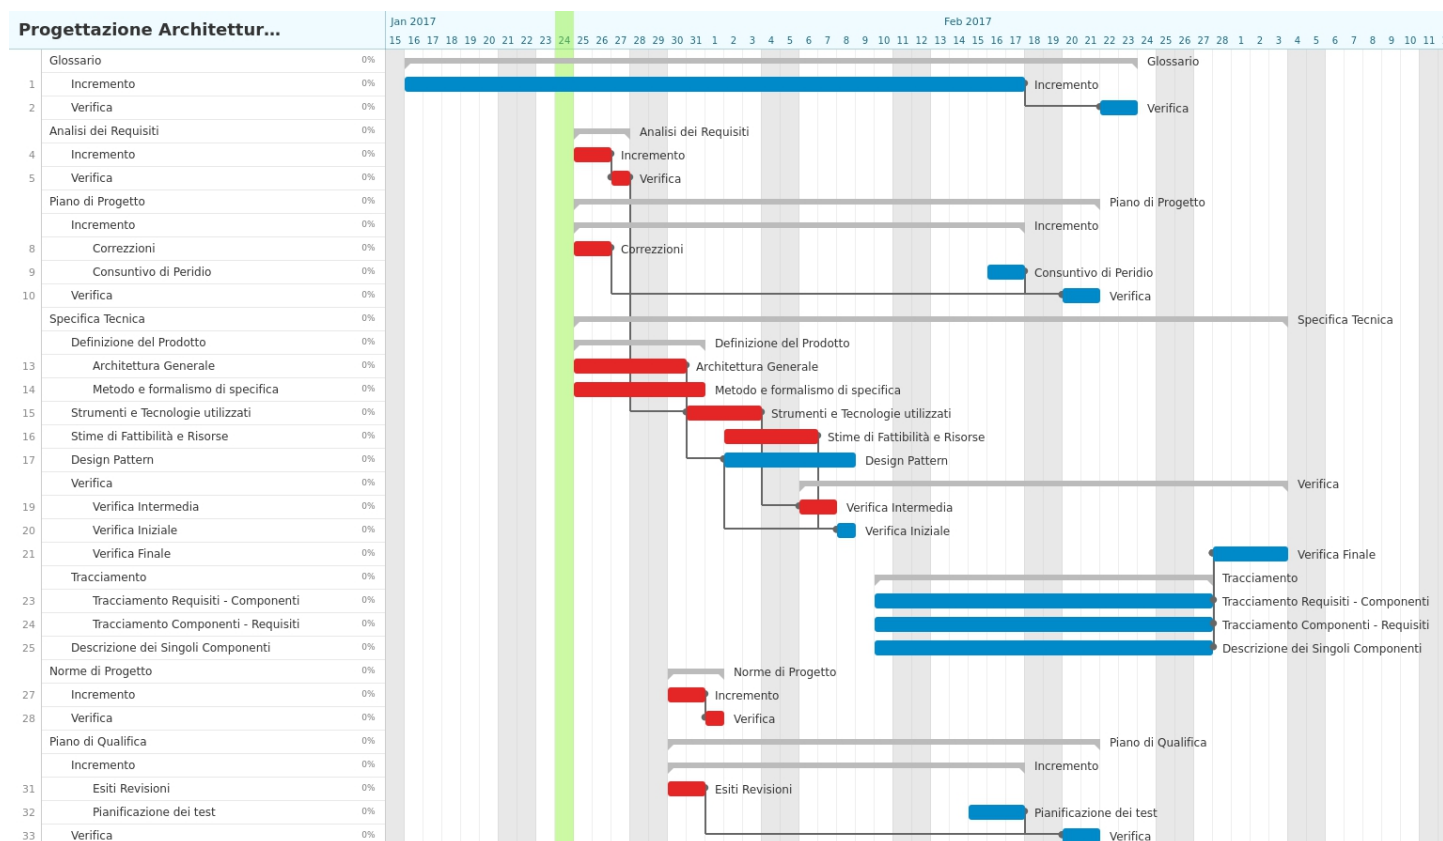 Progettazione Architettur...
Jan 2017 Feb 2017
15 16 17 18 19 20 21 22 23 24 25 26 27 28 29 30 31 1 2 3 4 5 6 7 8 9 10 11 12 13 14 15 16 17 18 19 20 21 22 23 24 25 26 27 28 1 2 3 4 5 6 7 8 9 10 11
Glossario 0% Glossario
1 Incremento 0% Incremento
2 Verifica 0% Verifica
Analisi dei Requisiti 0% Analisi dei Requisiti
4 Incremento 0% Incremento
5 Verifica 0% Verifica
Piano di Progetto 0% Piano di Progetto
Incremento 0% Incremento
8 Correzzioni 0% Correzzioni
9 Consuntivo di Peridio 0% Consuntivo di Peridio
10 Verifica 0% Verifica
Specifica Tecnica 0% Specifica Tecnica
Definizione del Prodotto 0% Definizione del Prodotto
13 Architettura Generale 0% Architettura Generale
14 Metodo e formalismo di specifica 0% Metodo e formalismo di specifica
15 Strumenti e Tecnologie utilizzati 0% Strumenti e Tecnologie utilizzati
16 Stime di Fattibilità e Risorse 0% Stime di Fattibilità e Risorse
17 Design Pattern 0% Design Pattern
Verifica 0% Verifica
19 Verifica Intermedia 0% Verifica Intermedia
20 Verifica Iniziale 0% Verifica Iniziale
21 Verifica Finale 0% Verifica Finale
Tracciamento 0% Tracciamento
23 Tracciamento Requisiti - Componenti 0% Tracciamento Requisiti - Componenti
24 Tracciamento Componenti - Requisiti 0% Tracciamento Componenti - Requisiti
25 Descrizione dei Singoli Componenti 0% Descrizione dei Singoli Componenti
Norme di Progetto 0% Norme di Progetto
27 Incremento 0% Incremento
28 Verifica 0% Verifica
Piano di Qualifica 0% Piano di Qualifica
Incremento 0% Incremento
31 Esiti Revisioni 0% Esiti Revisioni
32 Pianificazione dei test 0% Pianificazione dei test
33 Verifica 0% Verifica